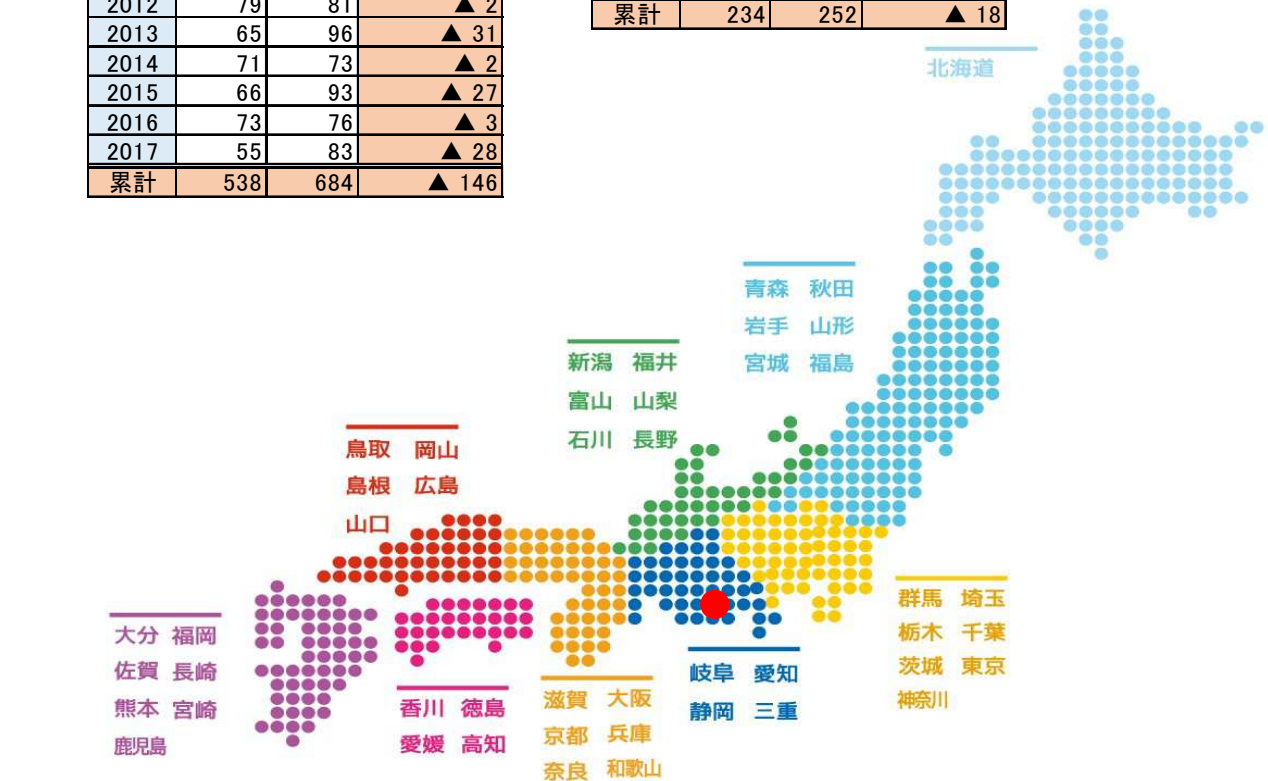 2012 79 81 ▲ 2
2013 65 96 ▲ 31
2014 71 73 ▲ 2
2015 66 93 ▲ 27
2016 73 76 ▲ 3
2017 55 83 ▲ 28
累計 538 684 ▲ 146
累計 234 252 ▲ 18
北海道
青森 秋田
岩手 山形
宮城 福島
新潟 福井
富山 山梨
石川 長野
鳥取 岡山
島根 広島
山口
群馬 埼玉
栃木 千葉
茨城 東京
神奈川
大分 福岡
佐賀 長崎
熊本 宮崎
鹿児島
香川 徳島
愛媛 高知
滋賀 大阪
京都 兵庫
奈良 和歌山
岐阜 愛知
静岡 三重